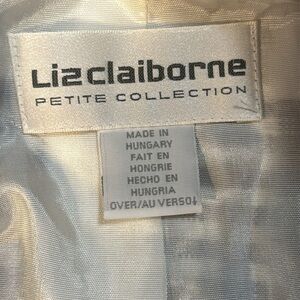 Lizclaiborne
PETITE COLLECTION
MADE IN
HUNGARY
FAIT EN
HONGRIE
HECHO EN
HUNGRIA
OVER/AU VERSO↓